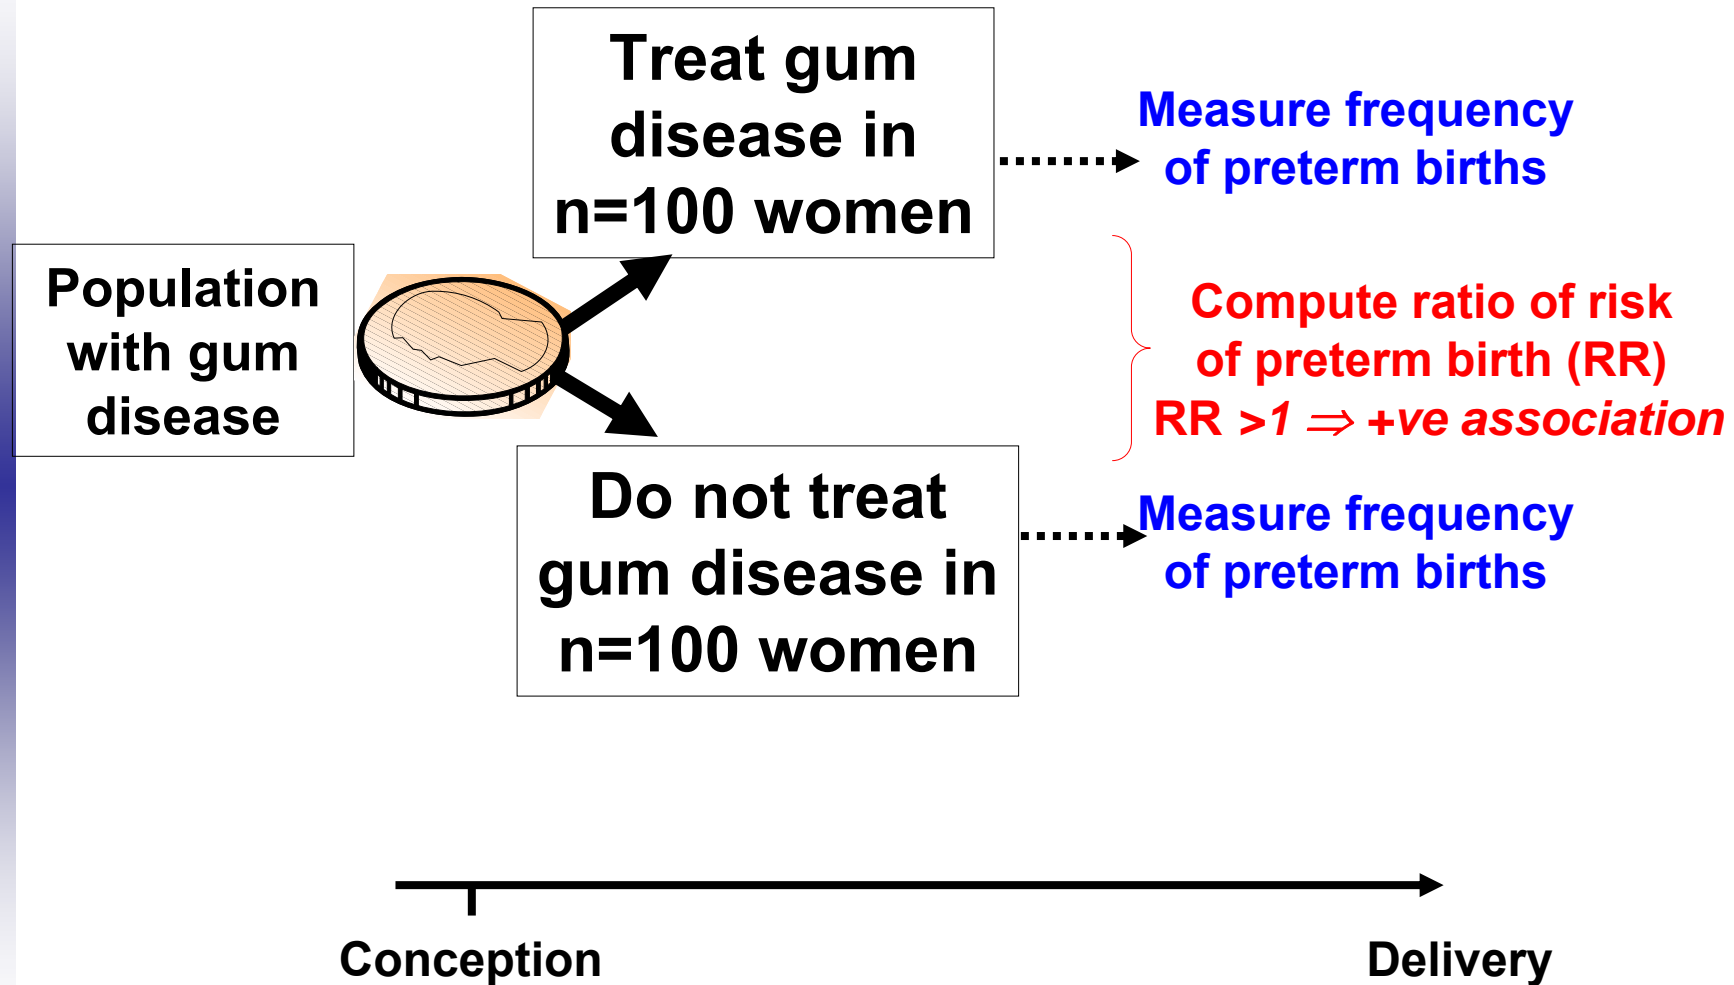 Population
with gum
disease
Treat gum
disease in
n=100 women
Do not treat
gum disease in
n=100 women
Measure frequency
of preterm births
Compute ratio of risk
of preterm birth (RR)
RR >1 ⇒ +ve association
Measure frequency
of preterm births
Conception
Delivery